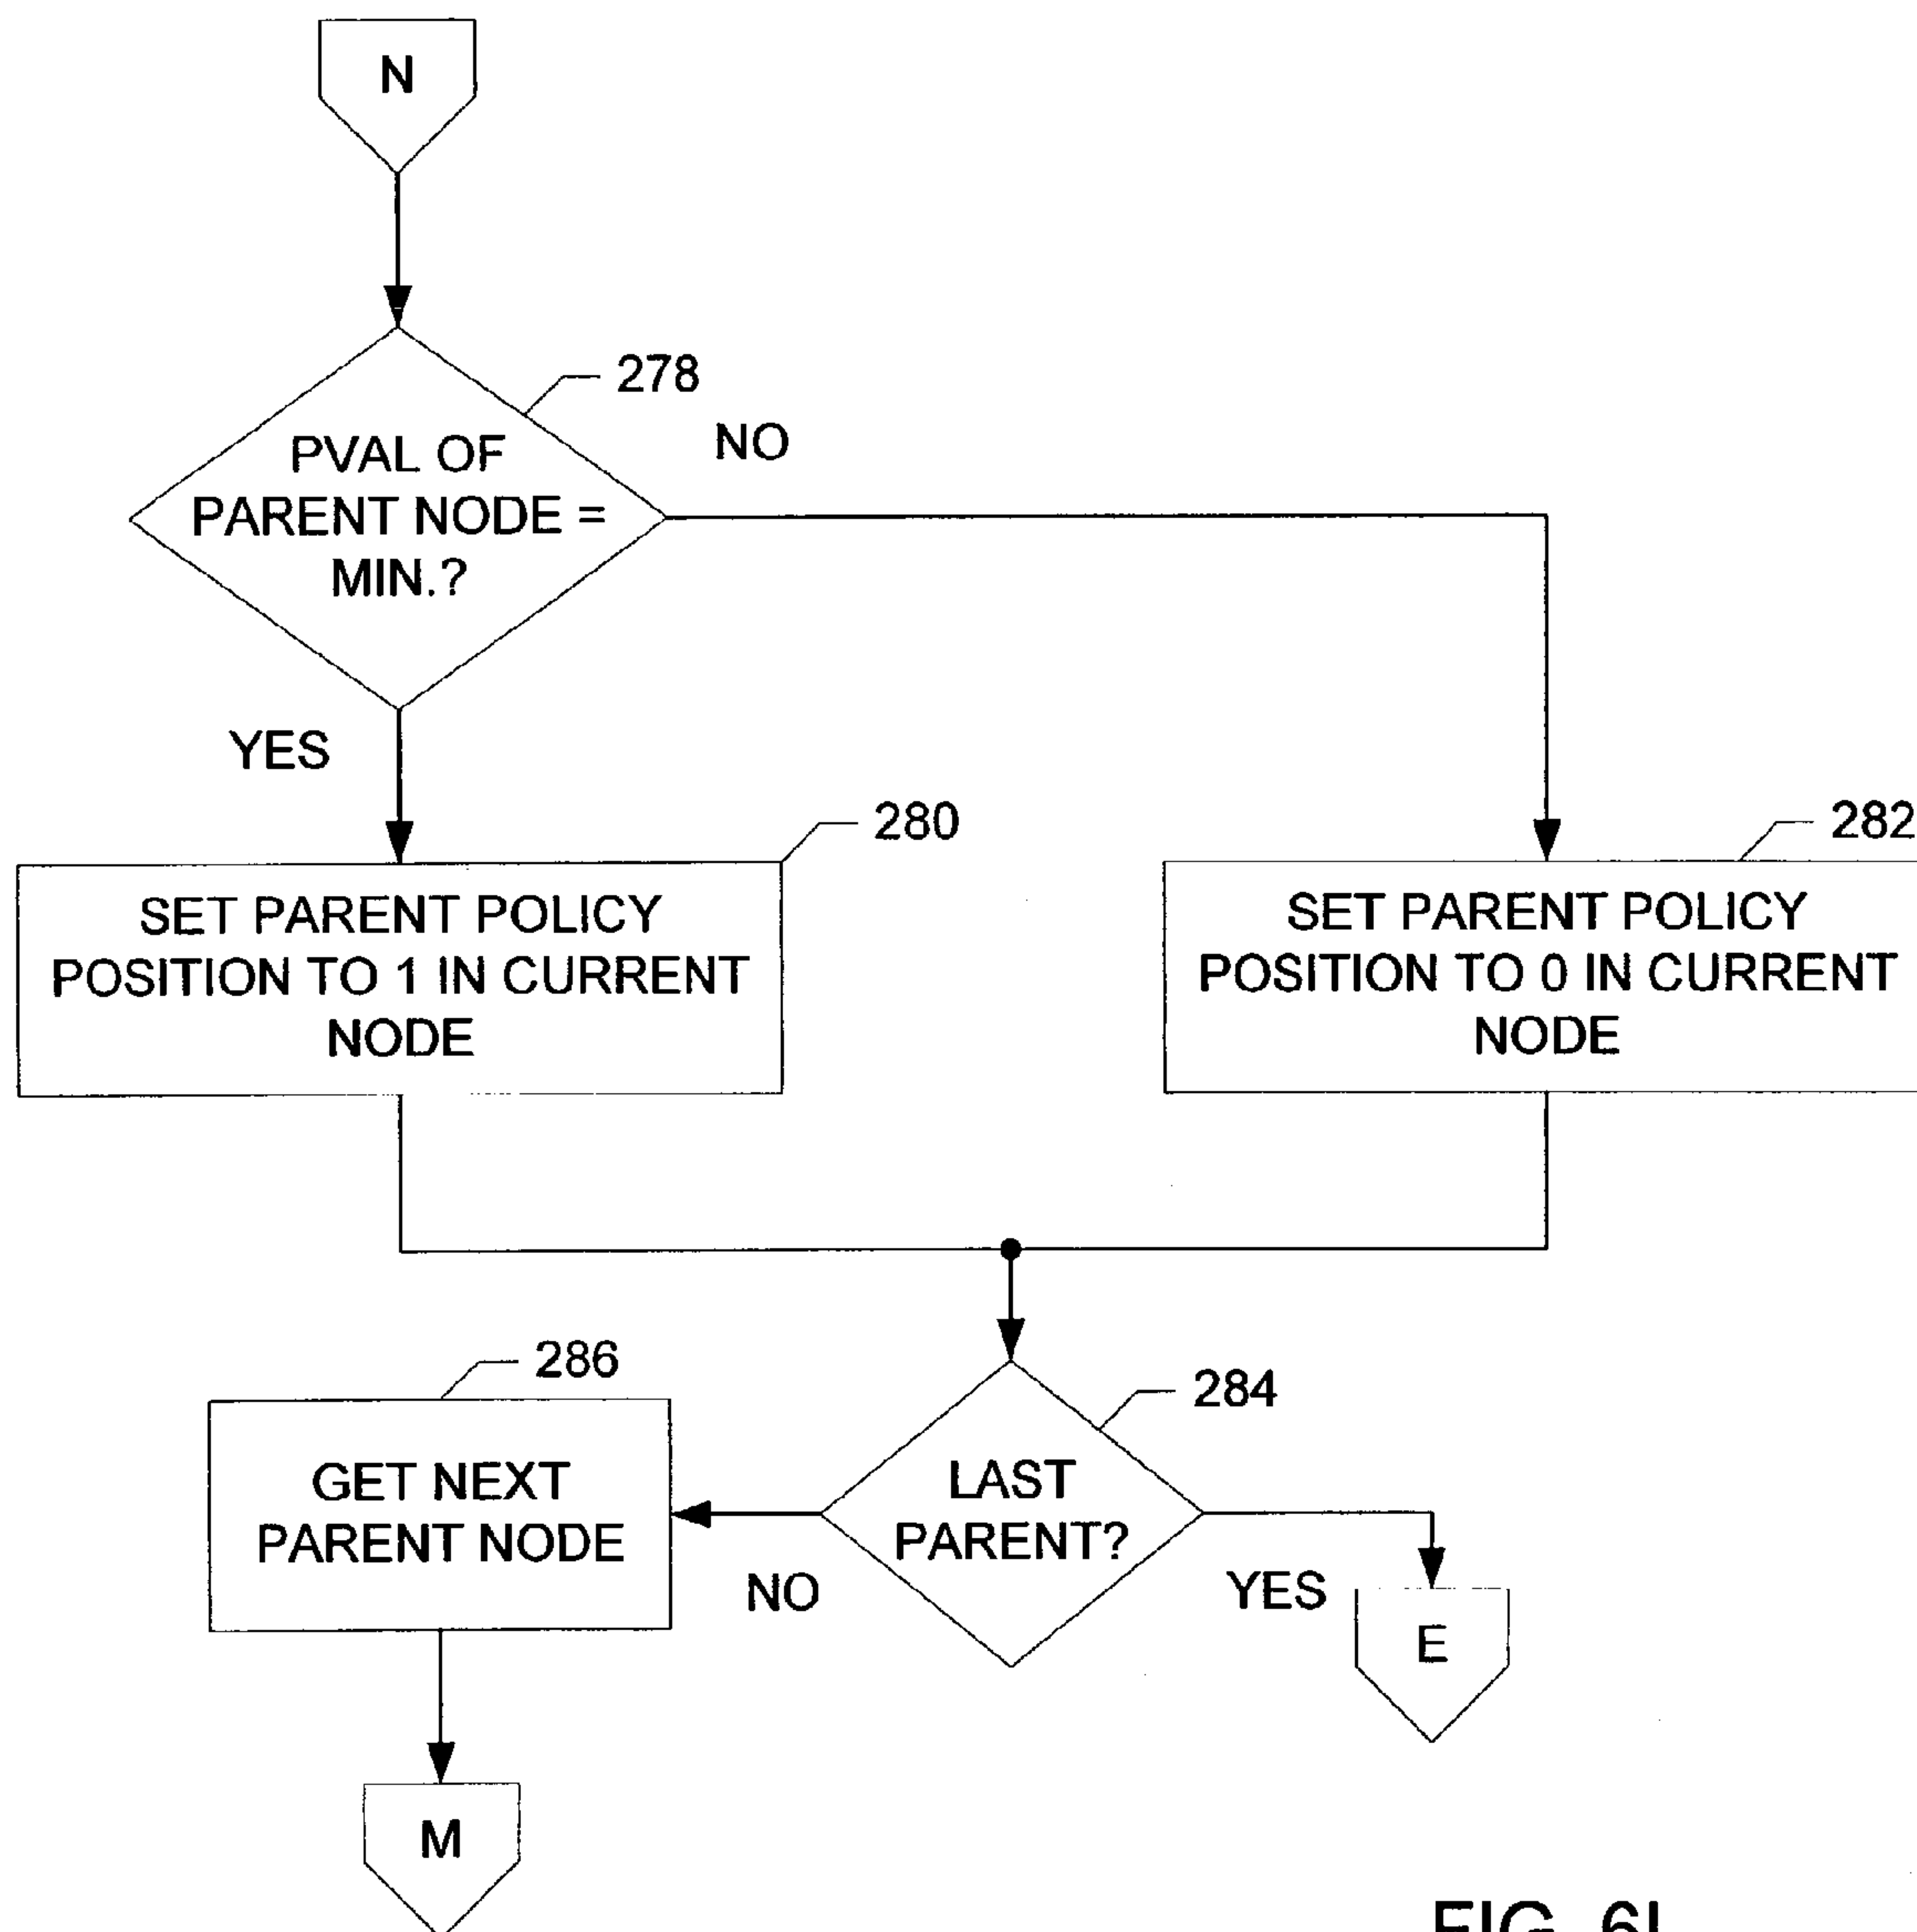 N
278
PVAL OF
PARENT NODE =
MIN.?
NO
YES
280
SET PARENT POLICY
POSITION TO 1 IN CURRENT
NODE
282
SET PARENT POLICY
POSITION TO 0 IN CURRENT
NODE
286
GET NEXT
PARENT NODE
284
LAST
PARENT?
NO
YES
E
M